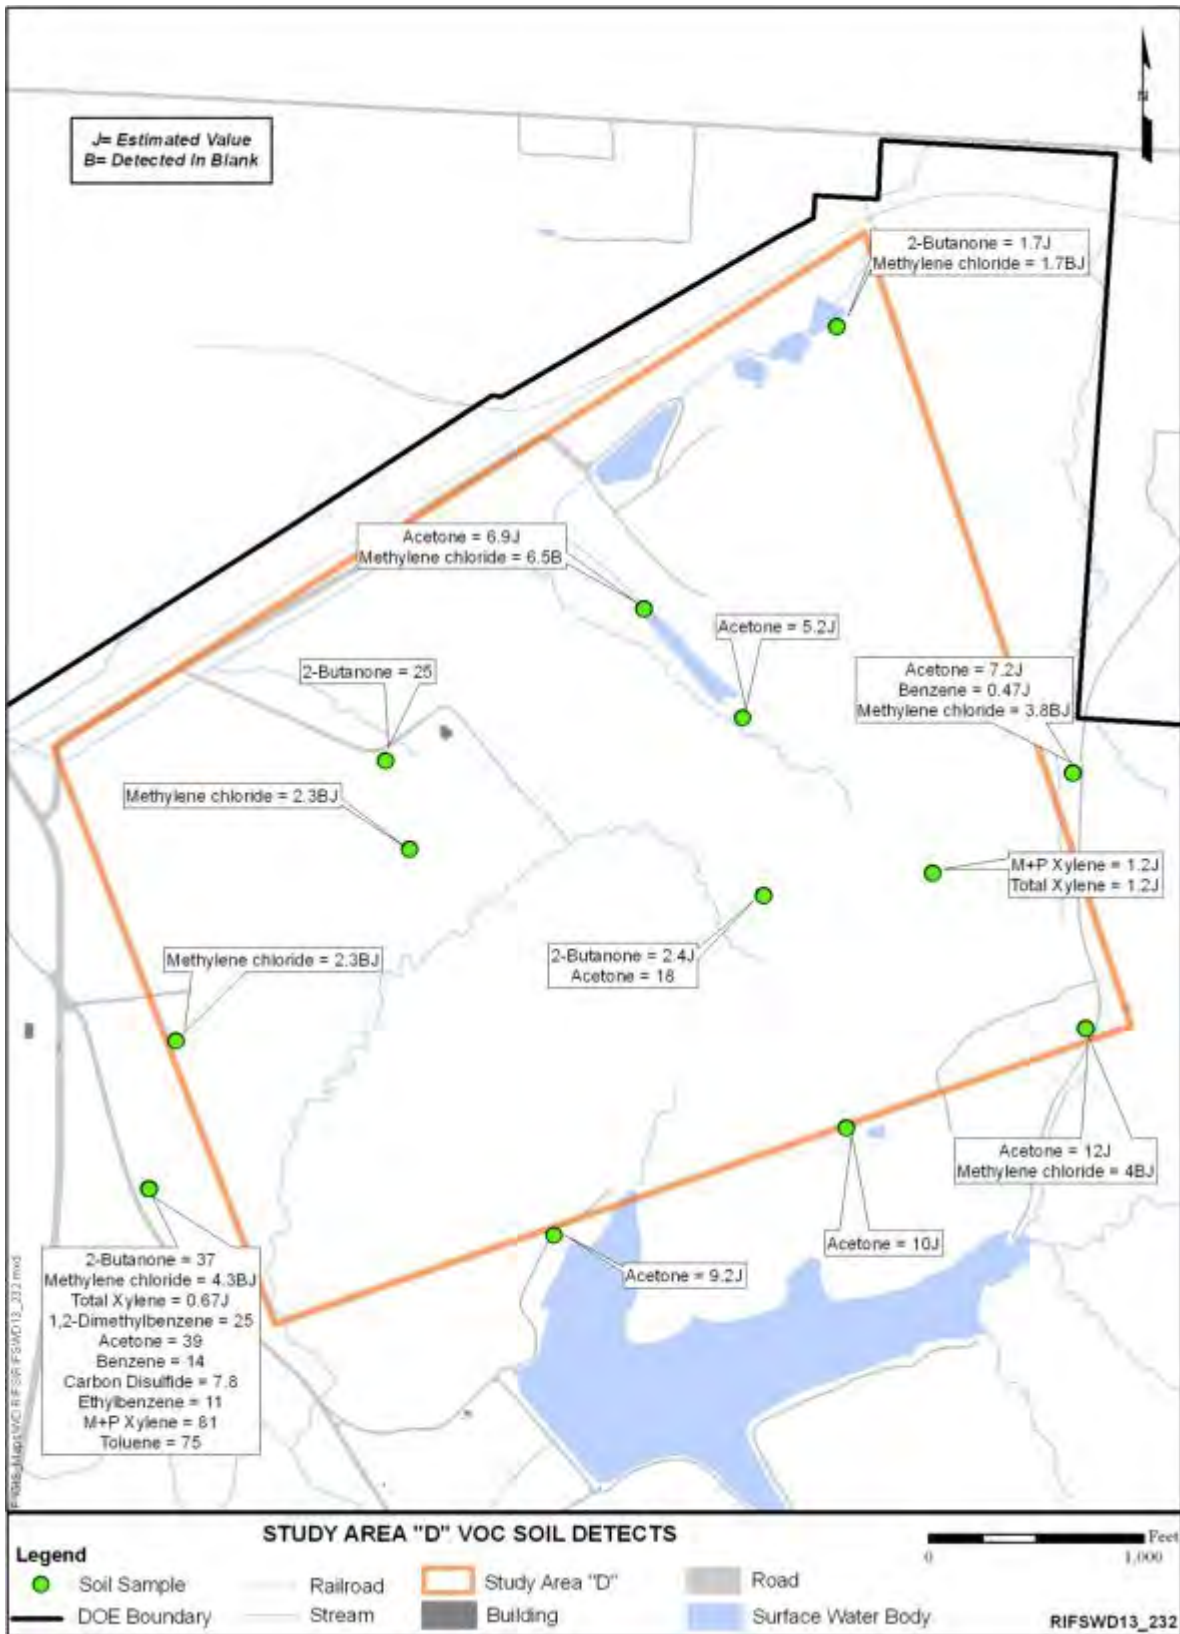 J= Estimated Value
B= Detected In Blank
N
2-Butanone = 1.7J
Methylene chloride = 1.7BJ
Acetone = 6.9J
Methylene chloride = 6.5B
Acetone = 5.2J
2-Butanone = 25
Acetone = 7.2J
Benzene = 0.47J
Methylene chloride = 3.8BJ
Methylene chloride = 2.3BJ
M+P Xylene = 1.2J
Total Xylene = 1.2J
2-Butanone = 2.4J
Acetone = 18
Methylene chloride = 2.3BJ
Acetone = 12J
Methylene chloride = 4BJ
Acetone = 10J
Acetone = 9.2J
2-Butanone = 37
Methylene chloride = 4.3BJ
Total Xylene = 0.67J
1,2-Dimethylbenzene = 25
Acetone = 39
Benzene = 14
Carbon Disulfide = 7.8
Ethylbenzene = 11
M+P Xylene = 81
Toluene = 75
STUDY AREA "D" VOC SOIL DETECTS
Legend
Soil Sample
DOE Boundary
Railroad
Stream
Study Area "D"
Building
Road
Surface Water Body
Feet
0 1,000
RIFSWD13_232